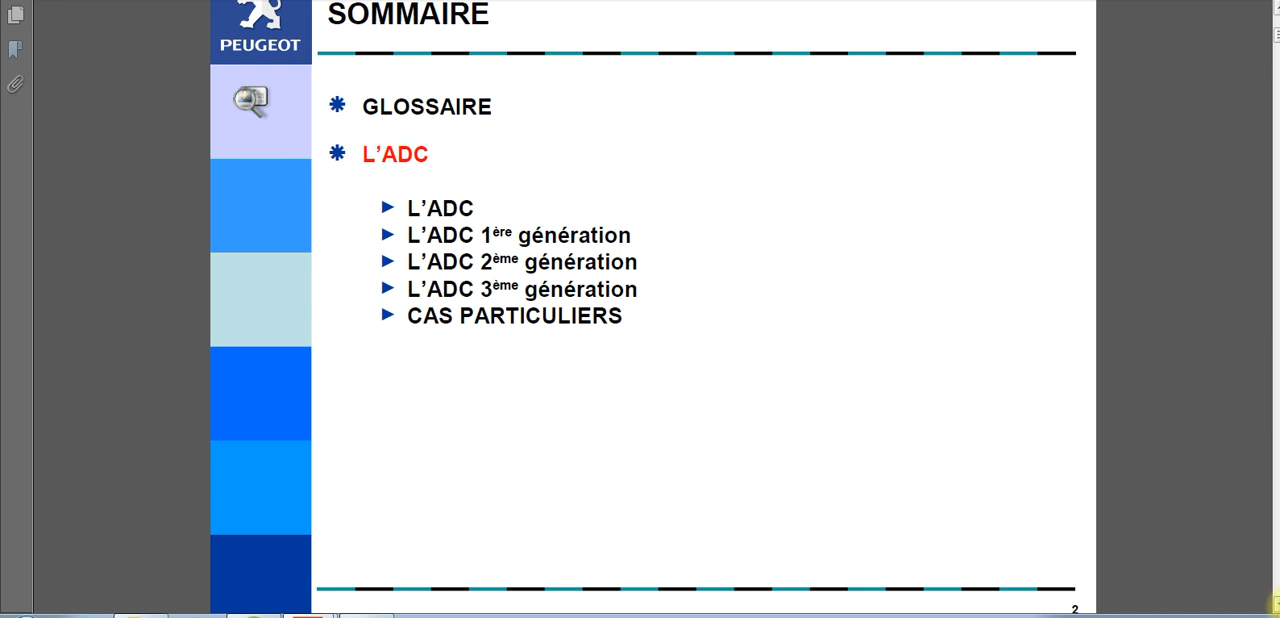 SOMMAIRE
PEUGEOT
GLOSSAIRE
L’ADC
L’ADC
L’ADC 1ère génération
L’ADC 2ème génération
L’ADC 3ème génération
CAS PARTICULIERS
2